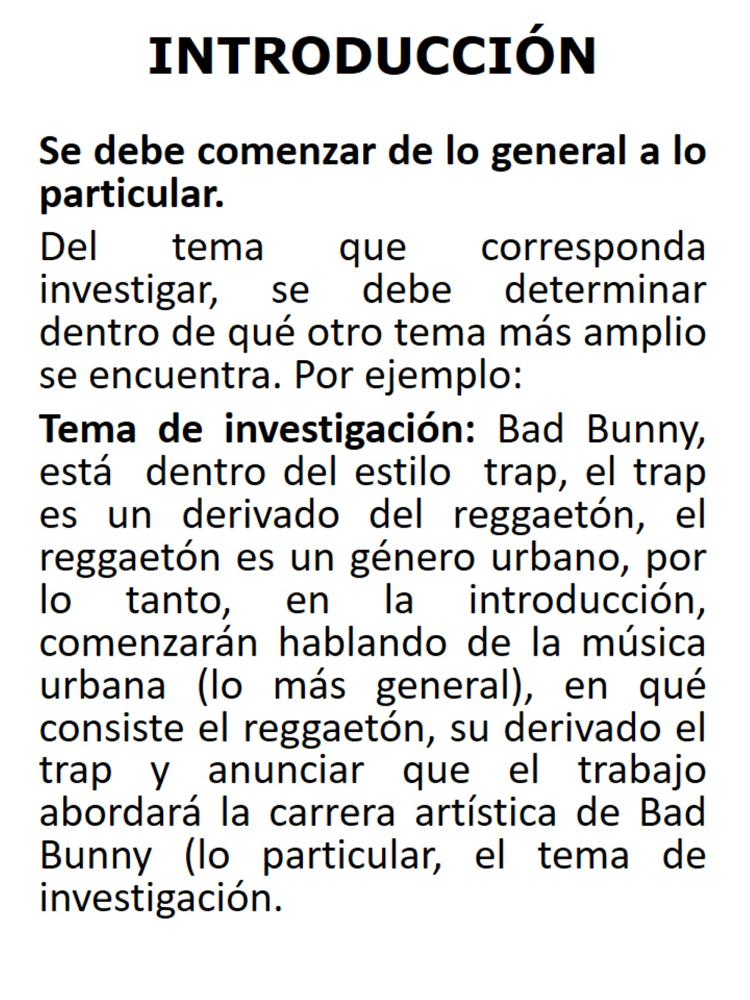 INTRODUCCIÓN
Se debe comenzar de lo general a lo
particular.
Del tema que corresponda
investigar, se debe determinar
dentro de qué otro tema más amplio
se encuentra. Por ejemplo:
Tema de investigación: Bad Bunny,
está dentro del estilo trap, el trap
es un derivado del reggaetón, el
reggaetón es un género urbano, por
lo tanto, en la introducción,
comenzarán hablando de la música
urbana (lo más general), en qué
consiste el reggaetón, su derivado el
trap y anunciar que el trabajo
abordará la carrera artística de Bad
Bunny (lo particular, el tema de
investigación.